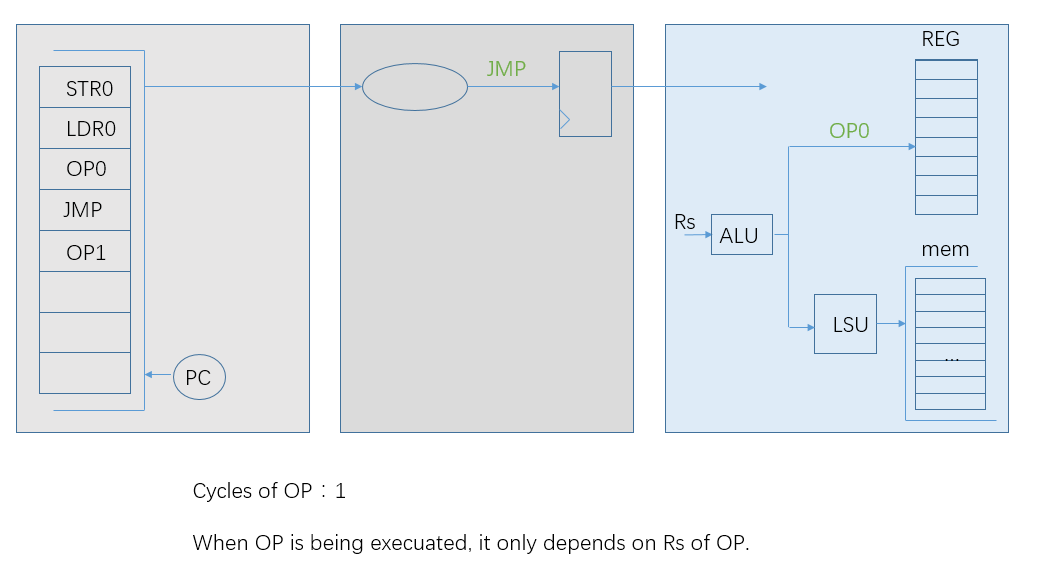 STR0
LDR0
OP0
JMP
OP1
PC
JMP
REG
OP0
Rs
ALU
mem
LSU
...
Cycles of OP：1
When OP is being execuated, it only depends on Rs of OP.